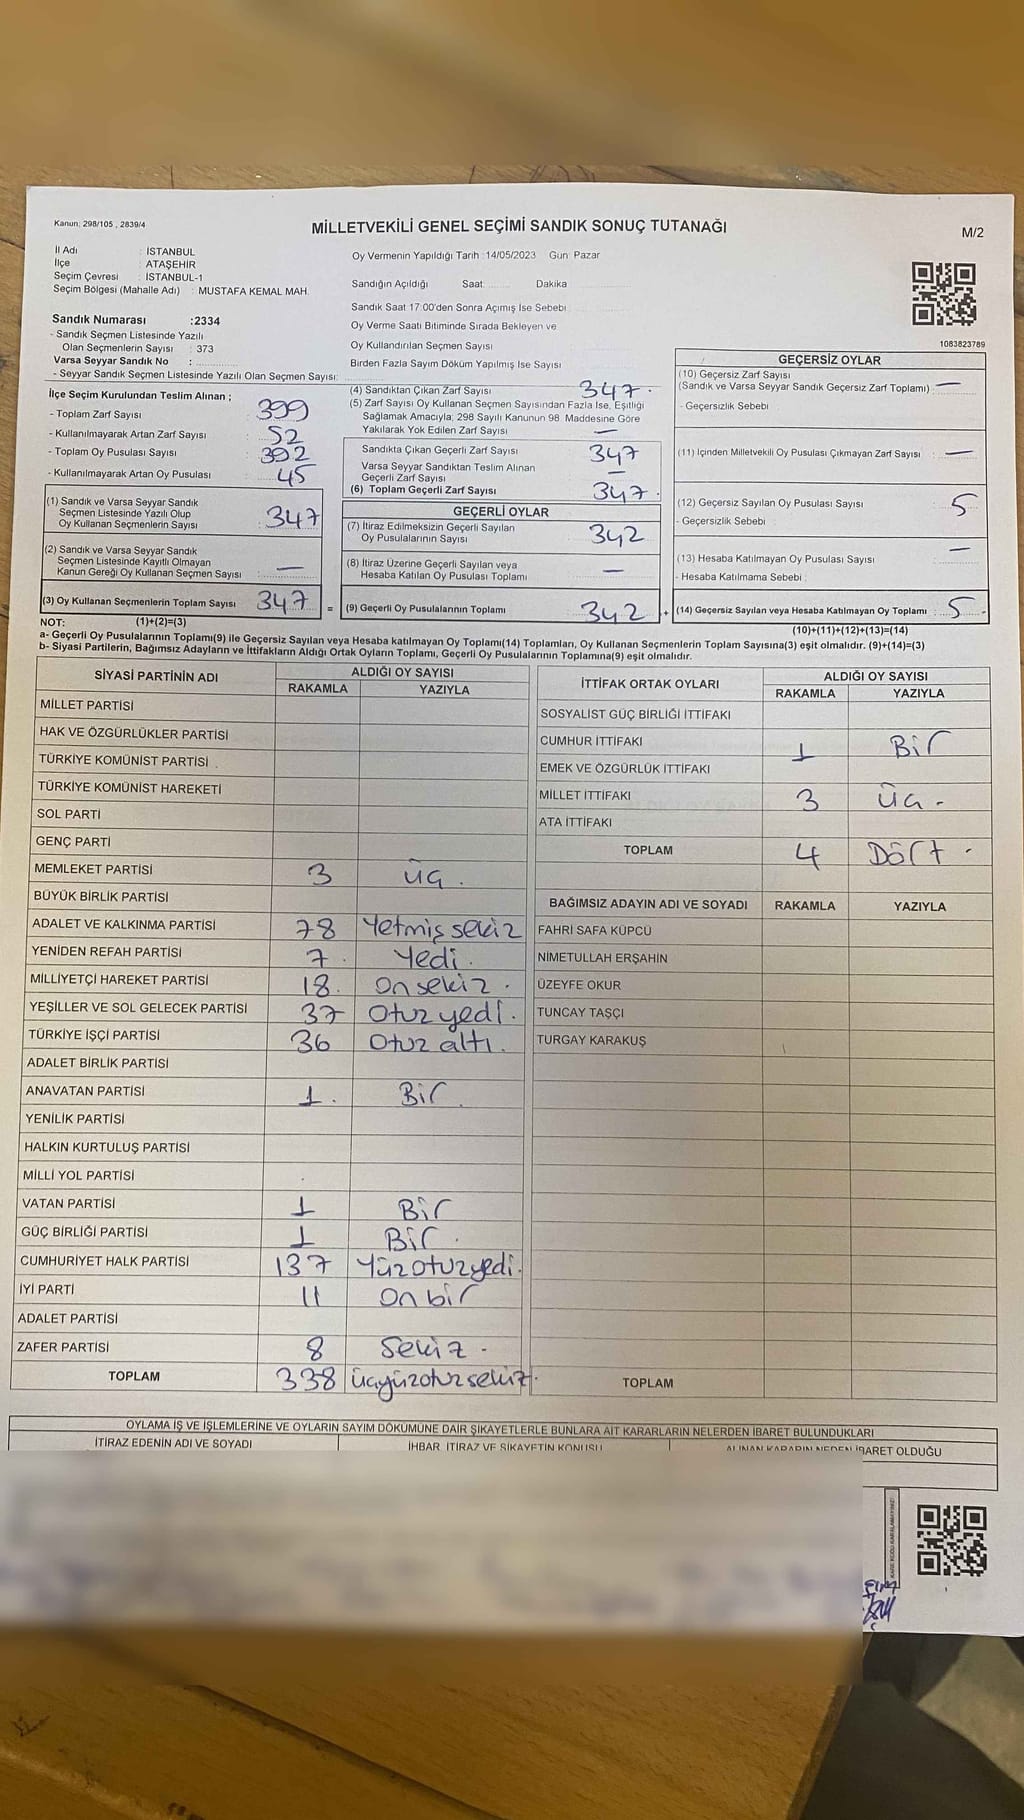 Kanun: 298/105 , 2839/4
MİLLETVEKİLİ GENEL SEÇİMİ SANDIK SONUÇ TUTANAĞI
M/2
İl Adı : İSTANBUL
İlçe : ATAŞEHİR
Seçim Çevresi : İSTANBUL-1
Seçim Bölgesi (Mahalle Adı) : MUSTAFA KEMAL MAH.
Oy Vermenin Yapıldığı Tarih :14/05/2023 Gün: Pazar
Sandığın Açıldığı Saat:........ Dakika
Sandık Saat 17:00'den Sonra Açımış İse Sebebi
Oy Verme Saati Bitiminde Sırada Bekleyen ve
Oy Kullandırılan Seçmen Sayısı
Birden Fazla Sayım Döküm Yapılmış İse Sayısı
1083823789
Sandık Numarası :2334
- Sandık Seçmen Listesinde Yazılı
Olan Seçmenlerin Sayısı : 373
Varsa Seyyar Sandık No :
- Seyyar Sandık Seçmen Listesinde Yazılı Olan Seçmen Sayısı:
İlçe Seçim Kurulundan Teslim Alınan ;
- Toplam Zarf Sayısı 399
- Kullanılmayarak Artan Zarf Sayısı : 52
- Toplam Oy Pusulası Sayısı 392
- Kullanılmayarak Artan Oy Pusulası : 45
(1) Sandık ve Varsa Seyyar Sandık
Seçmen Listesinde Yazılı Olup
Oy Kullanan Seçmenlerin Sayısı : 347
(2) Sandık ve Varsa Seyyar Sandık
Seçmen Listesinde Kayıtlı Olmayan
Kanun Gereği Oy Kullanan Seçmen Sayısı : —
(3) Oy Kullanan Seçmenlerin Toplam Sayısı 347 =
(1)+(2)=(3)
(4) Sandıktan Çıkan Zarf Sayısı 347.
(5) Zarf Sayısı Oy Kullanan Seçmen Sayısından Fazla İse, Eşitliği
Sağlamak Amacıyla; 298 Sayılı Kanunun 98. Maddesine Göre
Yakılarak Yok Edilen Zarf Sayısı —
Sandıkta Çıkan Geçerli Zarf Sayısı 347
Varsa Seyyar Sandıktan Teslim Alınan
Geçerli Zarf Sayısı —
(6) Toplam Geçerli Zarf Sayısı 347.
GEÇERLİ OYLAR
(7) İtiraz Edilmeksizin Geçerli Sayılan
Oy Pusulalarının Sayısı 342
(8) İtiraz Üzerine Geçerli Sayılan veya
Hesaba Katılan Oy Pusulası Toplamı —
(9) Geçerli Oy Pusulalarının Toplamı 342 +
GEÇERSİZ OYLAR
(10) Geçersiz Zarf Sayısı
(Sandık ve Varsa Seyyar Sandık Geçersiz Zarf Toplamı) : —
- Geçersizlik Sebebi
(11) İçinden Milletvekili Oy Pusulası Çıkmayan Zarf Sayısı : —
(12) Geçersiz Sayılan Oy Pusulası Sayısı 5
- Geçersizlik Sebebi
(13) Hesaba Katılmayan Oy Pusulası Sayısı —
- Hesaba Katılmama Sebebi :
(14) Geçersiz Sayılan veya Hesaba Katılmayan Oy Toplamı : 5
(10)+(11)+(12)+(13)=(14)
NOT:
a- Geçerli Oy Pusulalarının Toplamı(9) ile Geçersiz Sayılan veya Hesaba katılmayan Oy Toplamı(14) Toplamları, Oy Kullanan Seçmenlerin Toplam Sayısına(3) eşit olmalıdır. (9)+(14)=(3)
b- Siyasi Partilerin, Bağımsız Adayların ve İttifakların Aldığı Ortak Oyların Toplamı, Geçerli Oy Pusulalarının Toplamına(9) eşit olmalıdır.
SİYASİ PARTİNİN ADI ALDIĞI OY SAYISI
RAKAMLA YAZIYLA
MİLLET PARTİSİ
HAK VE ÖZGÜRLÜKLER PARTİSİ
TÜRKİYE KOMÜNİST PARTİSİ
TÜRKİYE KOMÜNİST HAREKETİ
SOL PARTİ
GENÇ PARTİ
MEMLEKET PARTİSİ 3 üç.
BÜYÜK BİRLİK PARTİSİ
ADALET VE KALKINMA PARTİSİ 78 Yetmiş sekiz
YENİDEN REFAH PARTİSİ 7. Yedi.
MİLLİYETÇİ HAREKET PARTİSİ 18. on sekiz.
YEŞİLLER VE SOL GELECEK PARTİSİ 37 otuz yedi.
TÜRKİYE İŞÇİ PARTİSİ 36 otuz altı.
ADALET BİRLİK PARTİSİ
ANAVATAN PARTİSİ 1. Bir.
YENİLİK PARTİSİ
HALKIN KURTULUŞ PARTİSİ
MİLLİ YOL PARTİSİ
VATAN PARTİSİ 1 Bir
GÜÇ BİRLİĞİ PARTİSİ 1 Bir.
CUMHURİYET HALK PARTİSİ 137 Yüz otuz yedi.
İYİ PARTİ 11 on bir
ADALET PARTİSİ
ZAFER PARTİSİ 8 Sekiz.
TOPLAM 338 üçyüzotuzsekiz.
İTTİFAK ORTAK OYLARI ALDIĞI OY SAYISI
RAKAMLA YAZIYLA
SOSYALİST GÜÇ BİRLİĞİ İTTİFAKI
CUMHUR İTTİFAKI 1 Bir
EMEK VE ÖZGÜRLÜK İTTİFAKI
MİLLET İTTİFAKI 3 üç.
ATA İTTİFAKI
TOPLAM 4 Dört.
BAĞIMSIZ ADAYIN ADI VE SOYADI RAKAMLA YAZIYLA
FAHRİ SAFA KÜPCÜ
NİMETULLAH ERŞAHİN
ÜZEYFE OKUR
TUNCAY TAŞÇI
TURGAY KARAKUŞ
TOPLAM
OYLAMA İŞ VE İŞLEMLERİNE VE OYLARIN SAYIM DÖKÜMÜNE DAİR ŞİKAYETLERLE BUNLARA AİT KARARLARIN NELERDEN İBARET BULUNDUKLARI
İTİRAZ EDENİN ADI VE SOYADI İHBAR, İTİRAZ VE ŞİKAYETİN KONUSU ALINAN KARARIN NEDEN İBARET OLDUĞU